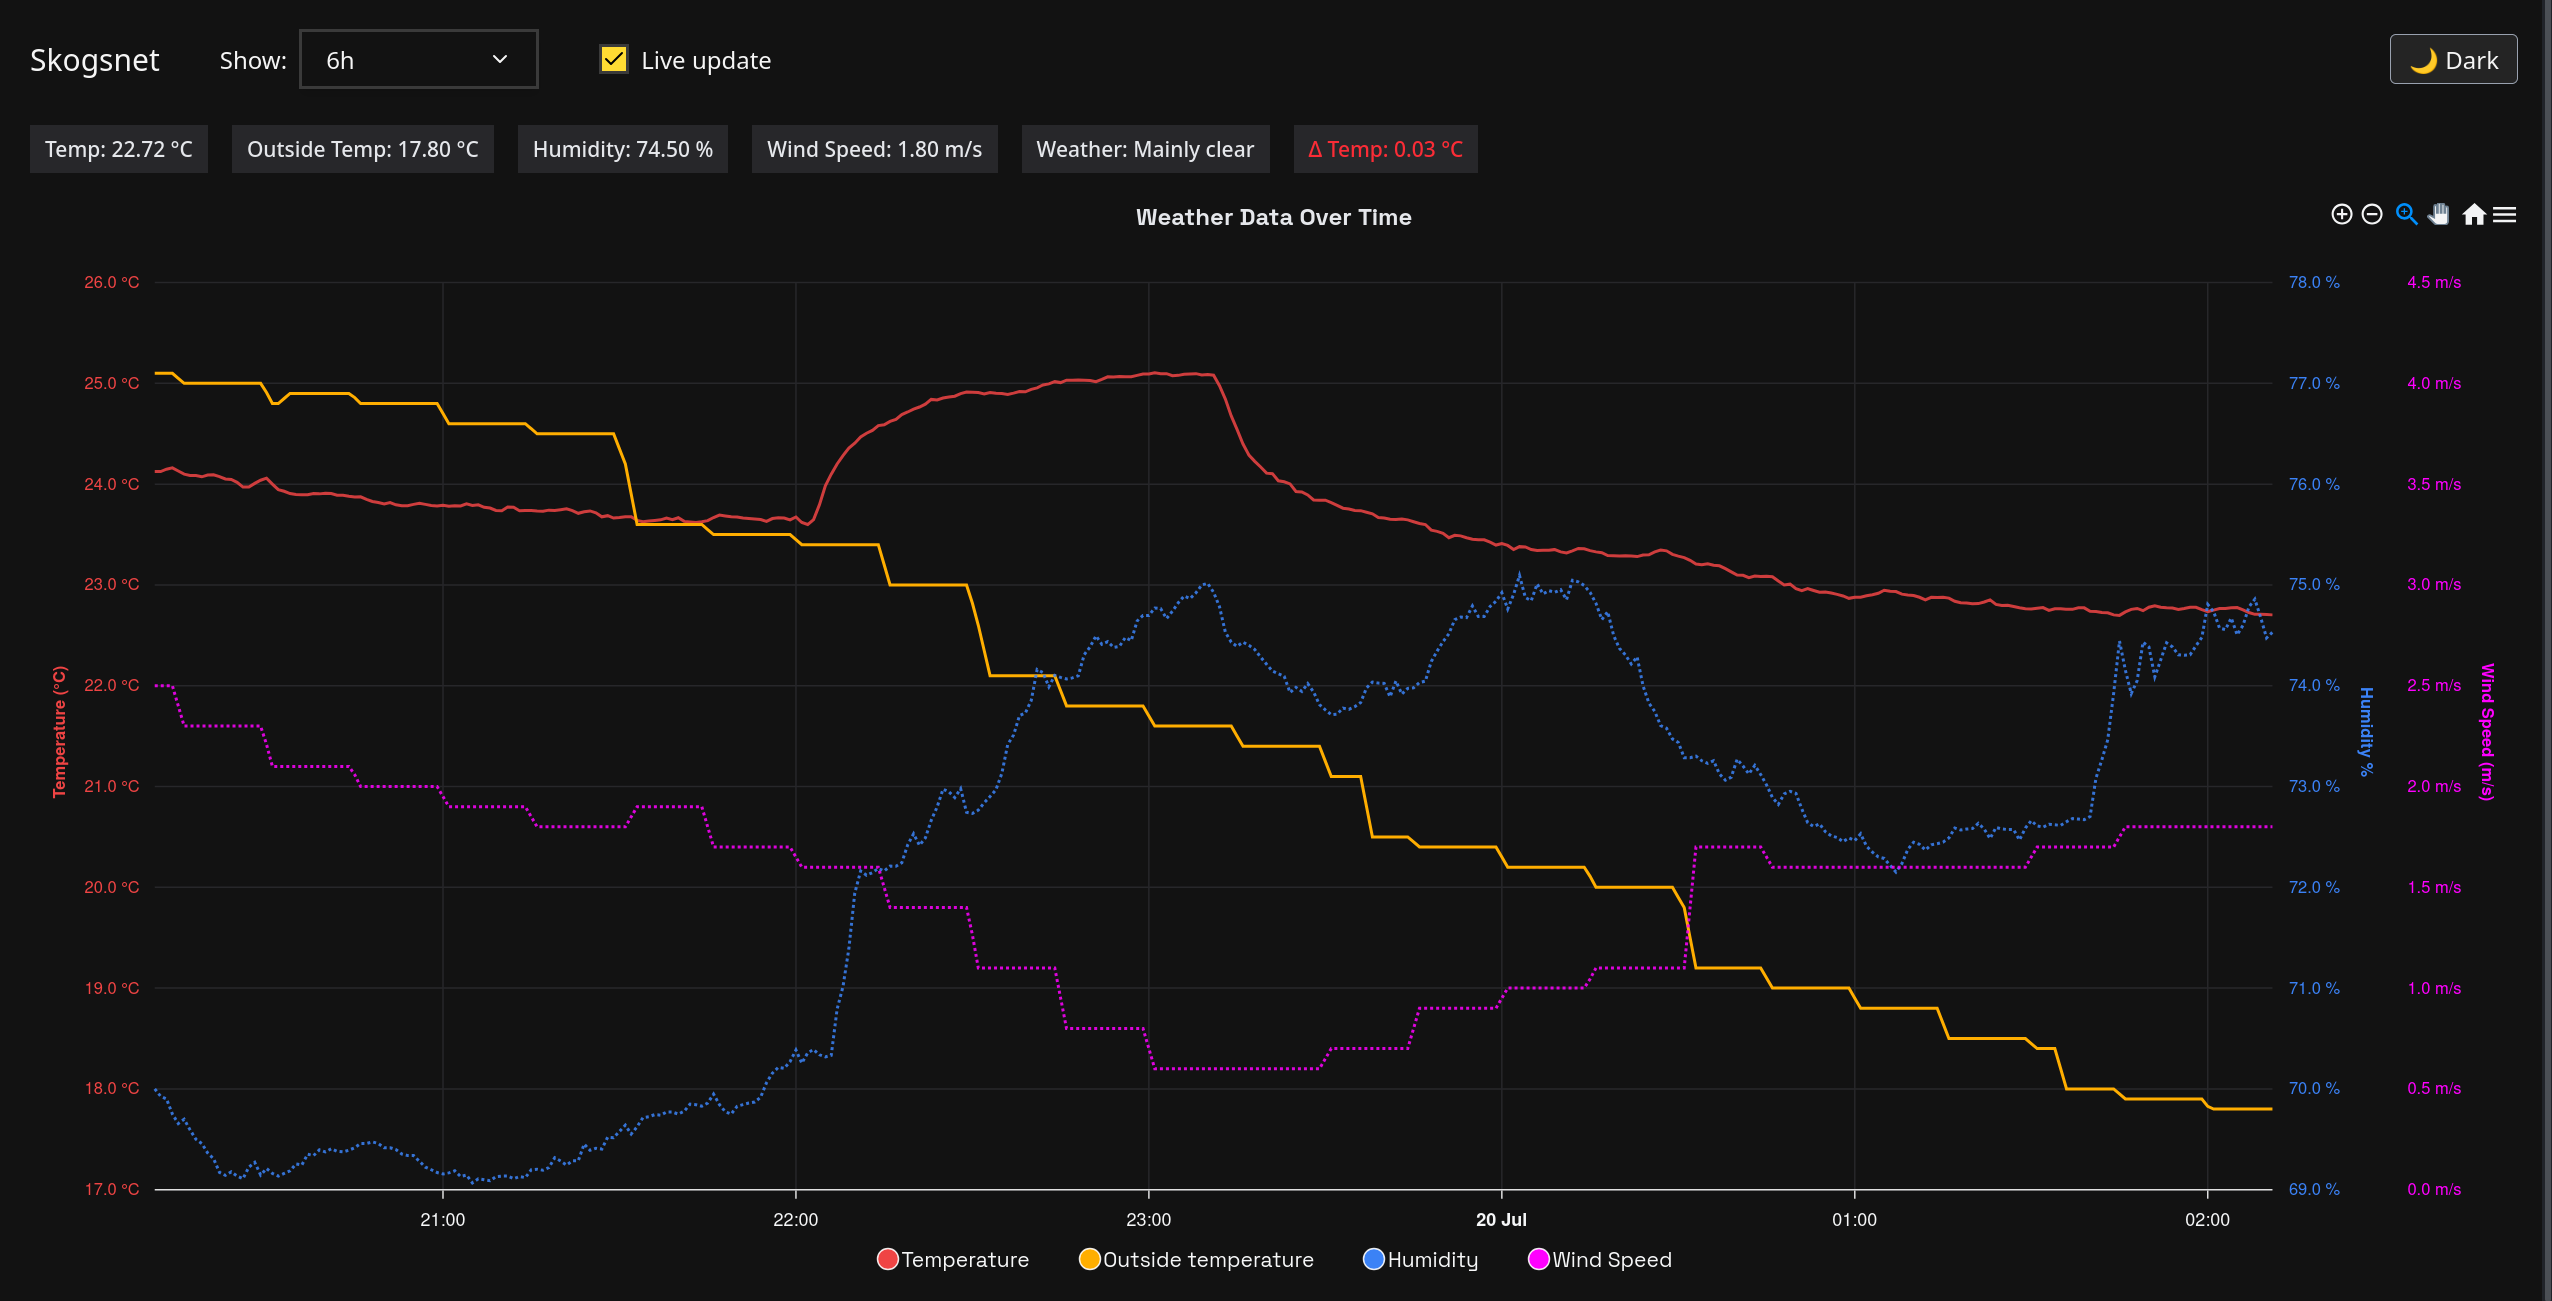 Skogsnet Show: 6h Live update 🌙 Dark
Temp: 22.72 °C Outside Temp: 17.80 °C Humidity: 74.50 % Wind Speed: 1.80 m/s Weather: Mainly clear Δ Temp: 0.03 °C
Weather Data Over Time
26.0 °C 78.0 % 4.5 m/s
25.0 °C 77.0 % 4.0 m/s
24.0 °C 76.0 % 3.5 m/s
23.0 °C 75.0 % 3.0 m/s
22.0 °C 74.0 % 2.5 m/s
21.0 °C 73.0 % 2.0 m/s
20.0 °C 72.0 % 1.5 m/s
19.0 °C 71.0 % 1.0 m/s
18.0 °C 70.0 % 0.5 m/s
17.0 °C 69.0 % 0.0 m/s
Temperature (°C)
Humidity %
Wind Speed (m/s)
21:00 22:00 23:00 20 Jul 01:00 02:00
Temperature Outside temperature Humidity Wind Speed